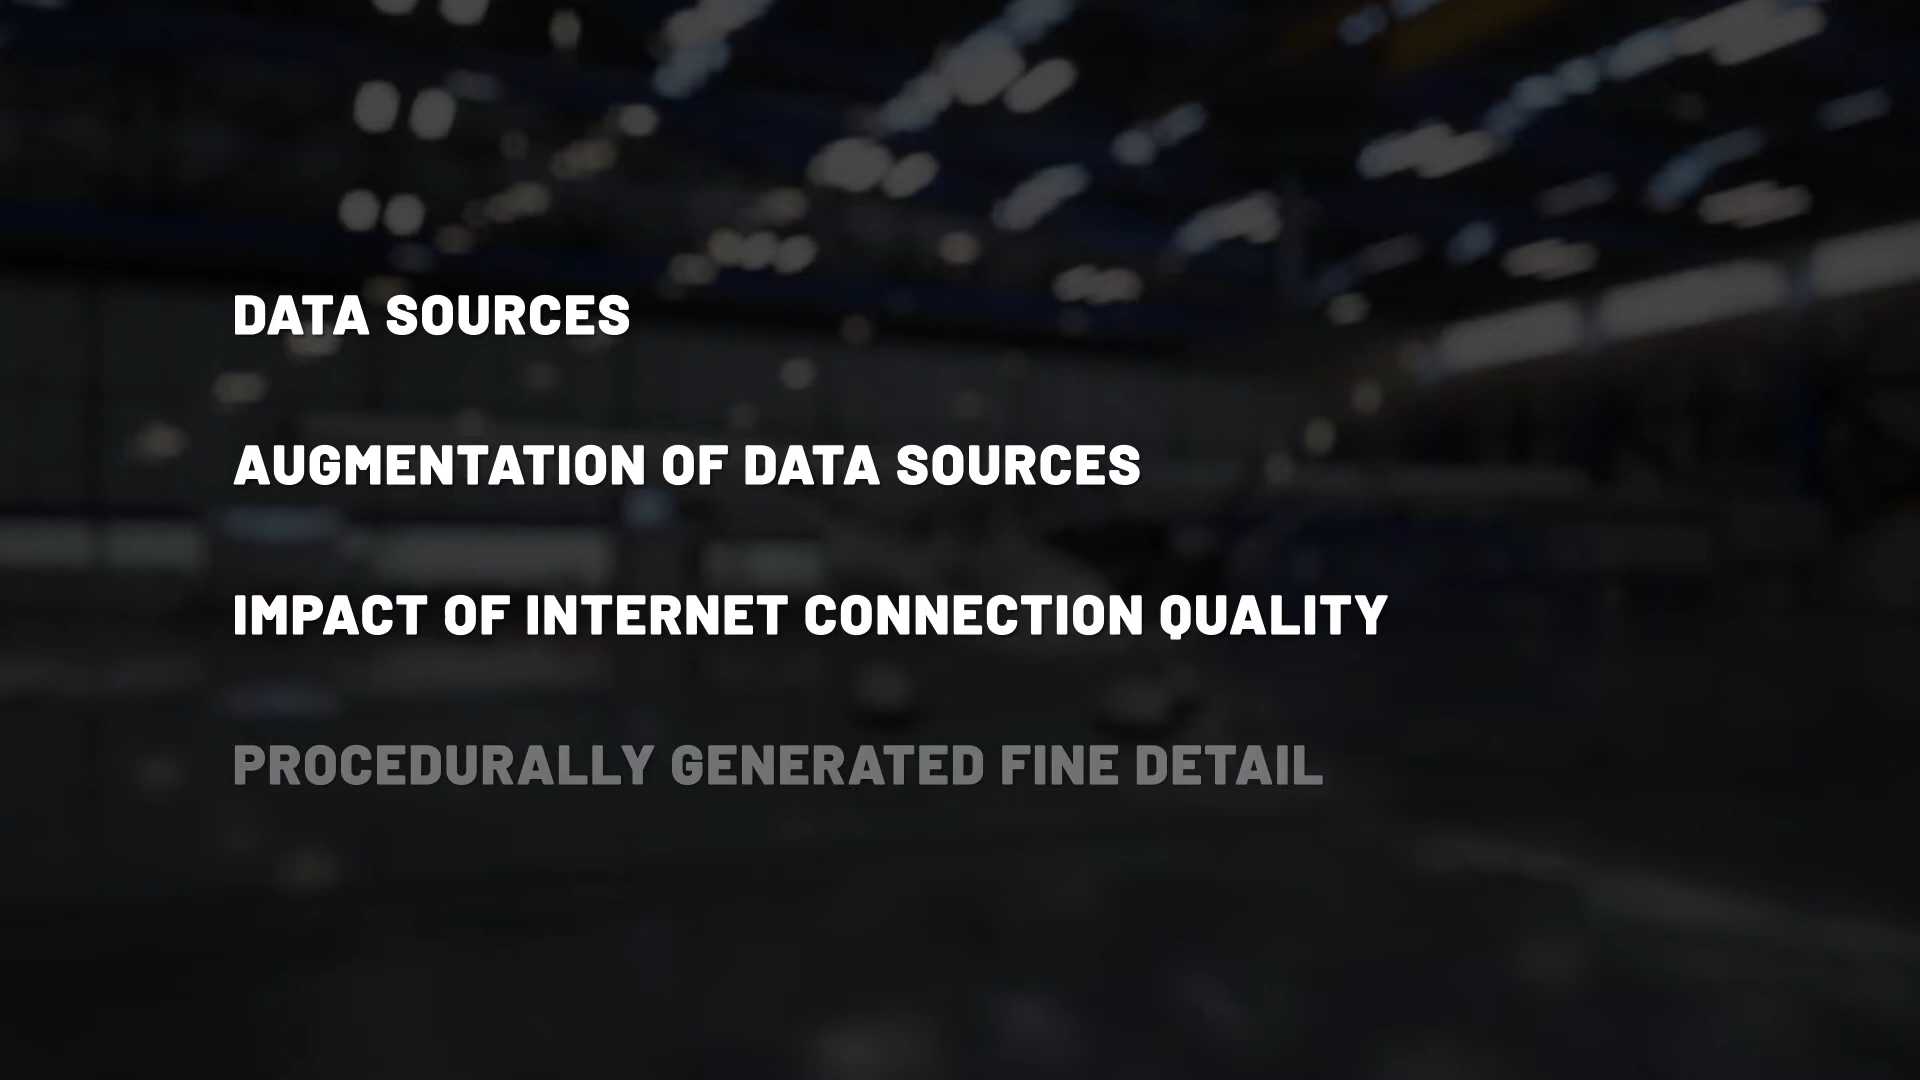 DATA SOURCES
AUGMENTATION OF DATA SOURCES
IMPACT OF INTERNET CONNECTION QUALITY
PROCEDURALLY GENERATED FINE DETAIL